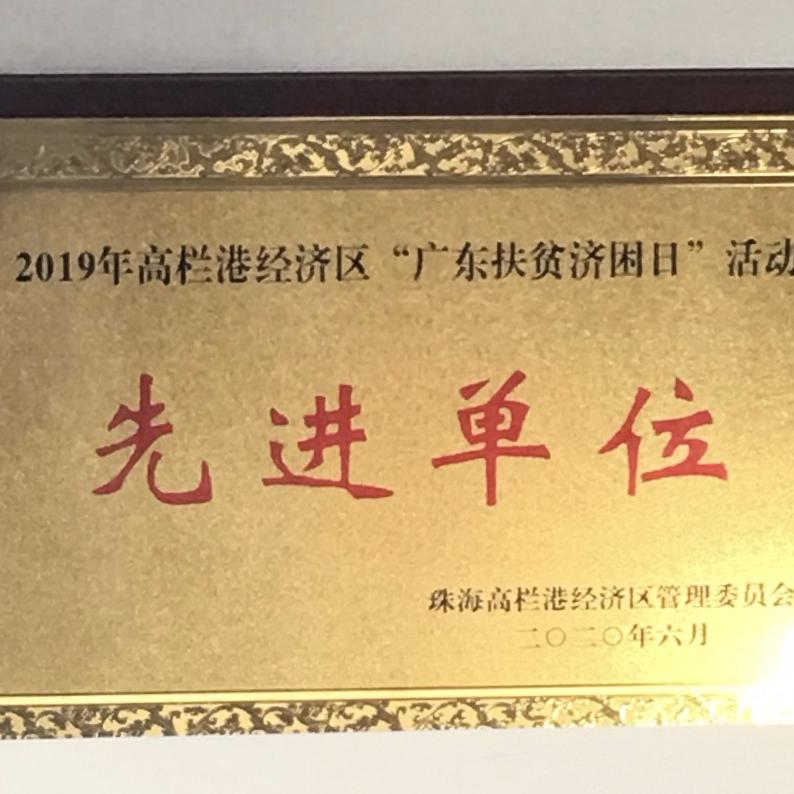 2019年高栏港经济区“广东扶贫济困日”活动
先进单位
珠海高栏港经济区管理委员会
二〇二〇年六月